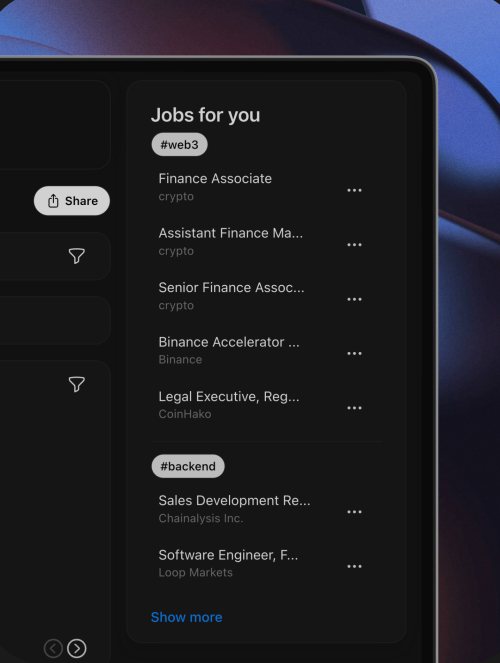 Jobs for you
#web3
Finance Associate
crypto
Share
Assistant Finance Ma...
crypto
Senior Finance Assoc...
crypto
Binance Accelerator ...
Binance
Legal Executive, Reg...
CoinHako
#backend
Sales Development Re...
Chainalysis Inc.
Software Engineer, F...
Loop Markets
Show more